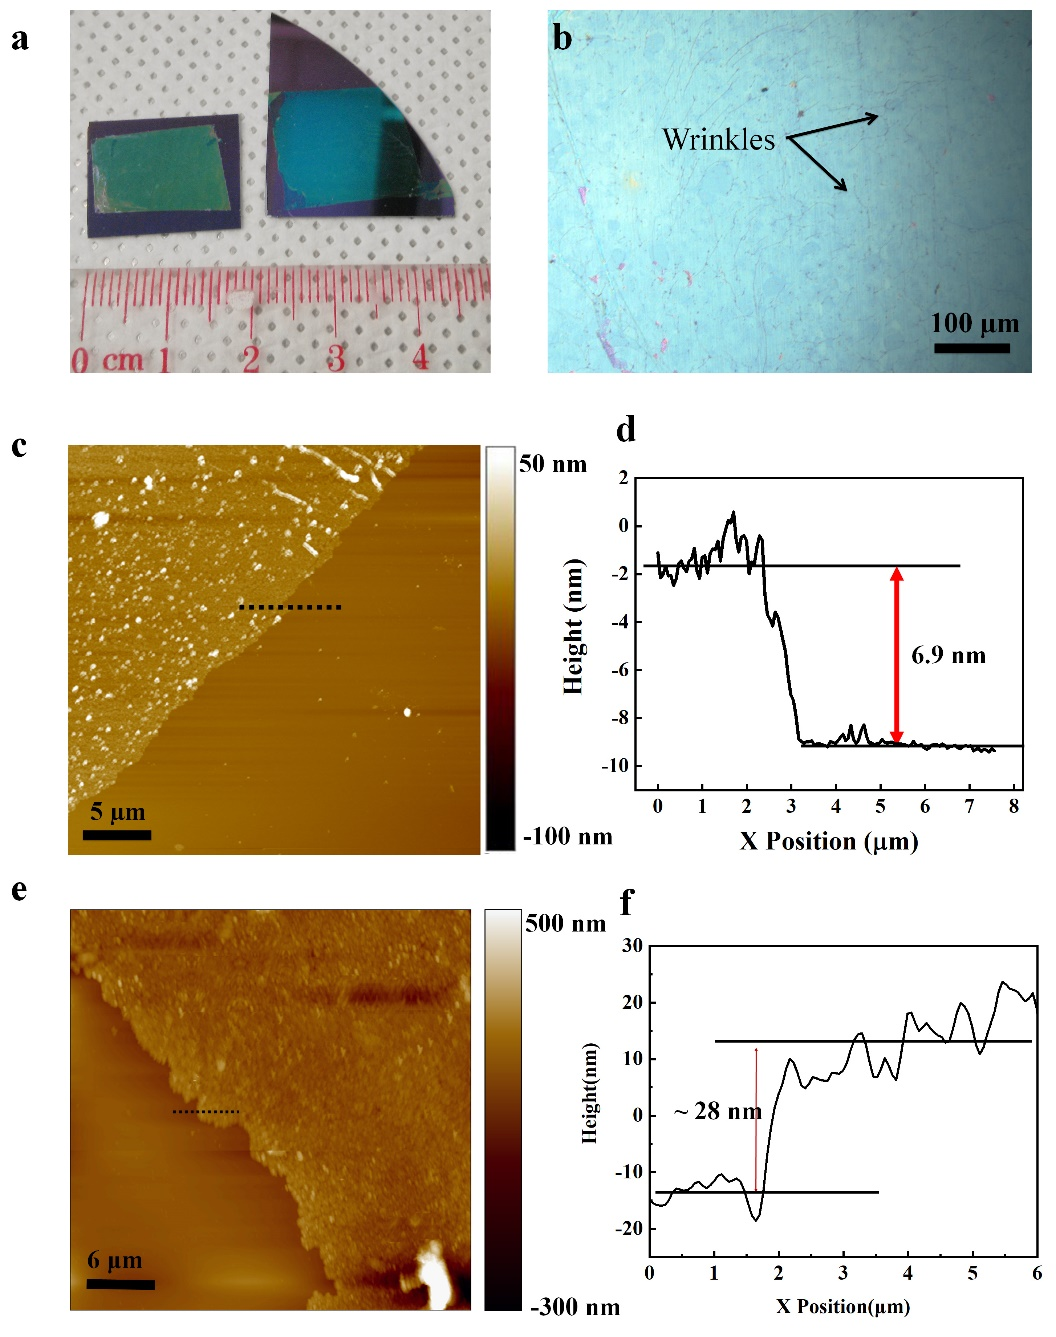 a
0 cm 1 2 3 4
b
Wrinkles
100 μm
c
50 nm
-100 nm
5 μm
d
2
0
-2
-4
-6
-8
-10
Height (nm)
6.9 nm
0 1 2 3 4 5 6 7 8
X Position (μm)
e
500 nm
-300 nm
6 μm
f
30
20
10
0
-10
-20
Height(nm)
~ 28 nm
0 1 2 3 4 5 6
X Position(μm)